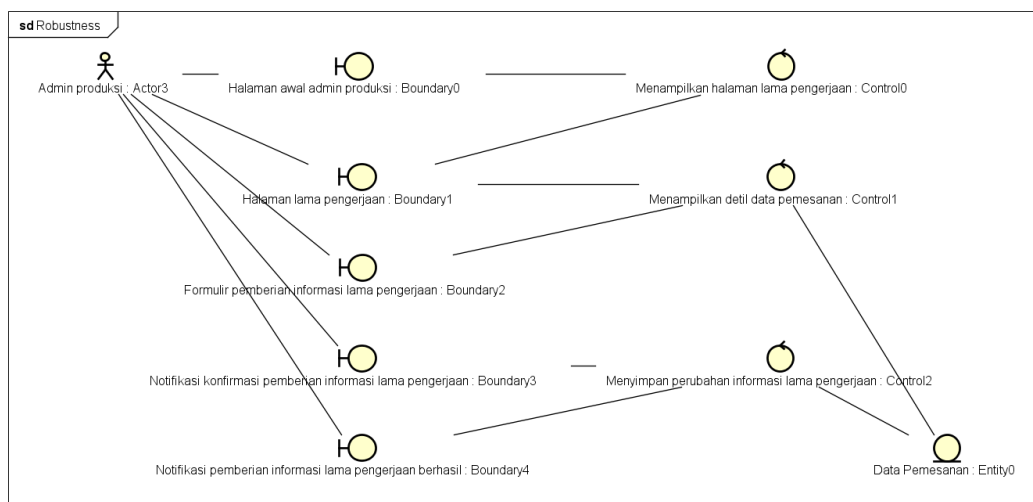 sd Robustness
Admin produksi : Actor3
Halaman awal admin produksi : Boundary0
Menampilkan halaman lama pengerjaan : Control0
Halaman lama pengerjaan : Boundary1
Menampilkan detil data pemesanan : Control1
Formulir pemberian informasi lama pengerjaan : Boundary2
Notifikasi konfirmasi pemberian informasi lama pengerjaan : Boundary3
Menyimpan perubahan informasi lama pengerjaan : Control2
Notifikasi pemberian informasi lama pengerjaan berhasil : Boundary4
Data Pemesanan : Entity0